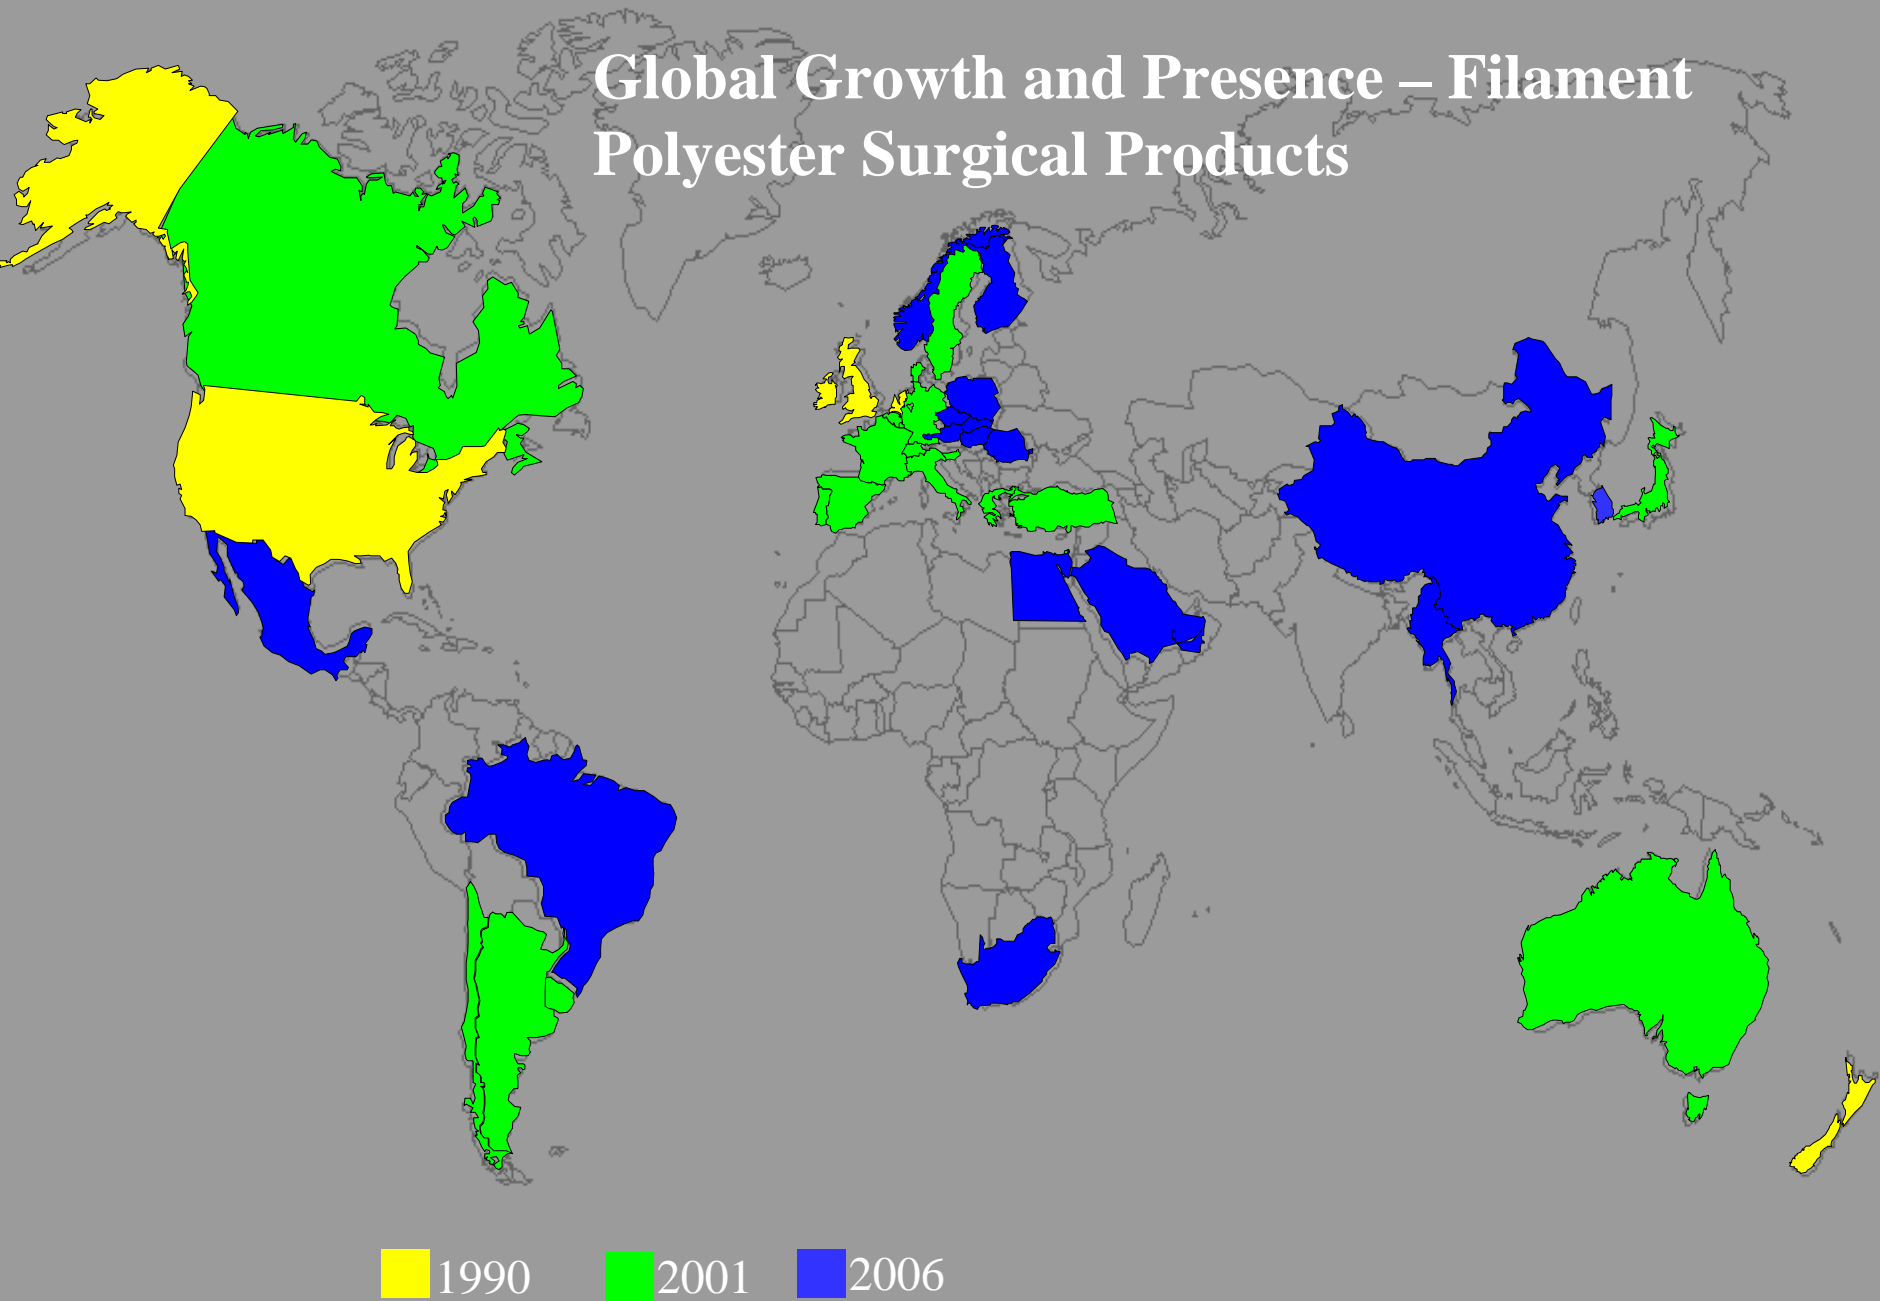 Global Growth and Presence – Filament
Polyester Surgical Products
1990 2001 2006